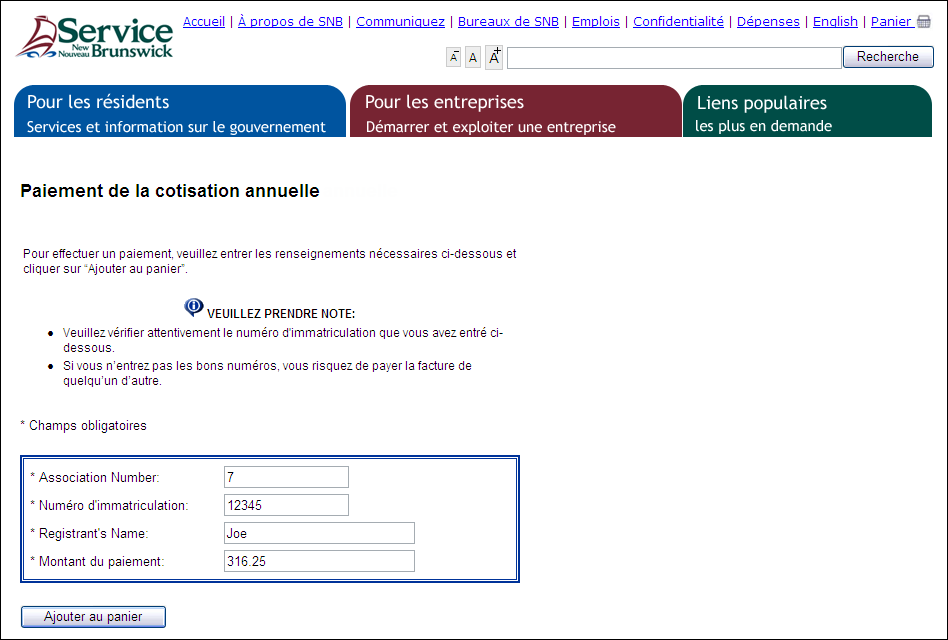 Service
New Nouveau Brunswick
Accueil | À propos de SNB | Communiquez | Bureaux de SNB | Emplois | Confidentialité | Dépenses | English | Panier
A- A A+ Recherche
Pour les résidents
Services et information sur le gouvernement
Pour les entreprises
Démarrer et exploiter une entreprise
Liens populaires
les plus en demande
Paiement de la cotisation annuelle
Pour effectuer un paiement, veuillez entrer les renseignements nécessaires ci-dessous et
cliquer sur “Ajouter au panier”.
VEUILLEZ PRENDRE NOTE:
• Veuillez vérifier attentivement le numéro d'immatriculation que vous avez entré ci-
dessous.
• Si vous n’entrez pas les bons numéros, vous risquez de payer la facture de
quelqu’un d’autre.
* Champs obligatoires
* Association Number: 7
* Numéro d'immatriculation: 12345
* Registrant's Name: Joe
* Montant du paiement: 316.25
Ajouter au panier